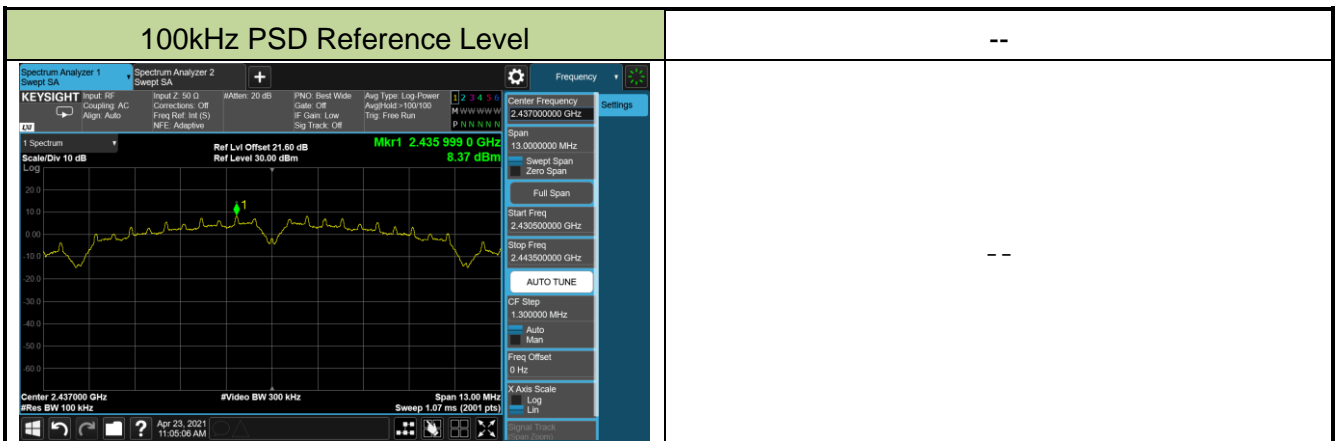 100kHz PSD Reference Level
--
Spectrum Analyzer 1
Swept SA
Spectrum Analyzer 2
Swept SA
+
Frequency
KEYSIGHT
Input: RF
Coupling: AC
Align: Auto
LXI
Input Z: 50 Ω
Corrections: Off
Freq Ref: Int (S)
NFE: Adaptive
#Atten: 20 dB
PNO: Best Wide
Gate: Off
IF Gain: Low
Sig Track: Off
Avg Type: Log-Power
Avg|Hold:>100/100
Trig: Free Run
1 2 3 4 5 6
M W W W W W
P N N N N N
1 Spectrum
Scale/Div 10 dB
Log
Ref Lvl Offset 21.60 dB
Ref Level 30.00 dBm
Mkr1 2.435 999 0 GHz
8.37 dBm
20.0
10.0
0.00
-10.0
-20.0
-30.0
-40.0
-50.0
-60.0
1
Center 2.437000 GHz
#Res BW 100 kHz
#Video BW 300 kHz
Span 13.00 MHz
Sweep 1.07 ms (2001 pts)
Center Frequency
2.437000000 GHz
Settings
Span
13.0000000 MHz
Swept Span
Zero Span
Full Span
Start Freq
2.430500000 GHz
Stop Freq
2.443500000 GHz
AUTO TUNE
CF Step
1.300000 MHz
Auto
Man
Freq Offset
0 Hz
X Axis Scale
Log
Lin
Signal Track
(Span Zoom)
?
Apr 23, 2021
11:05:06 AM
--